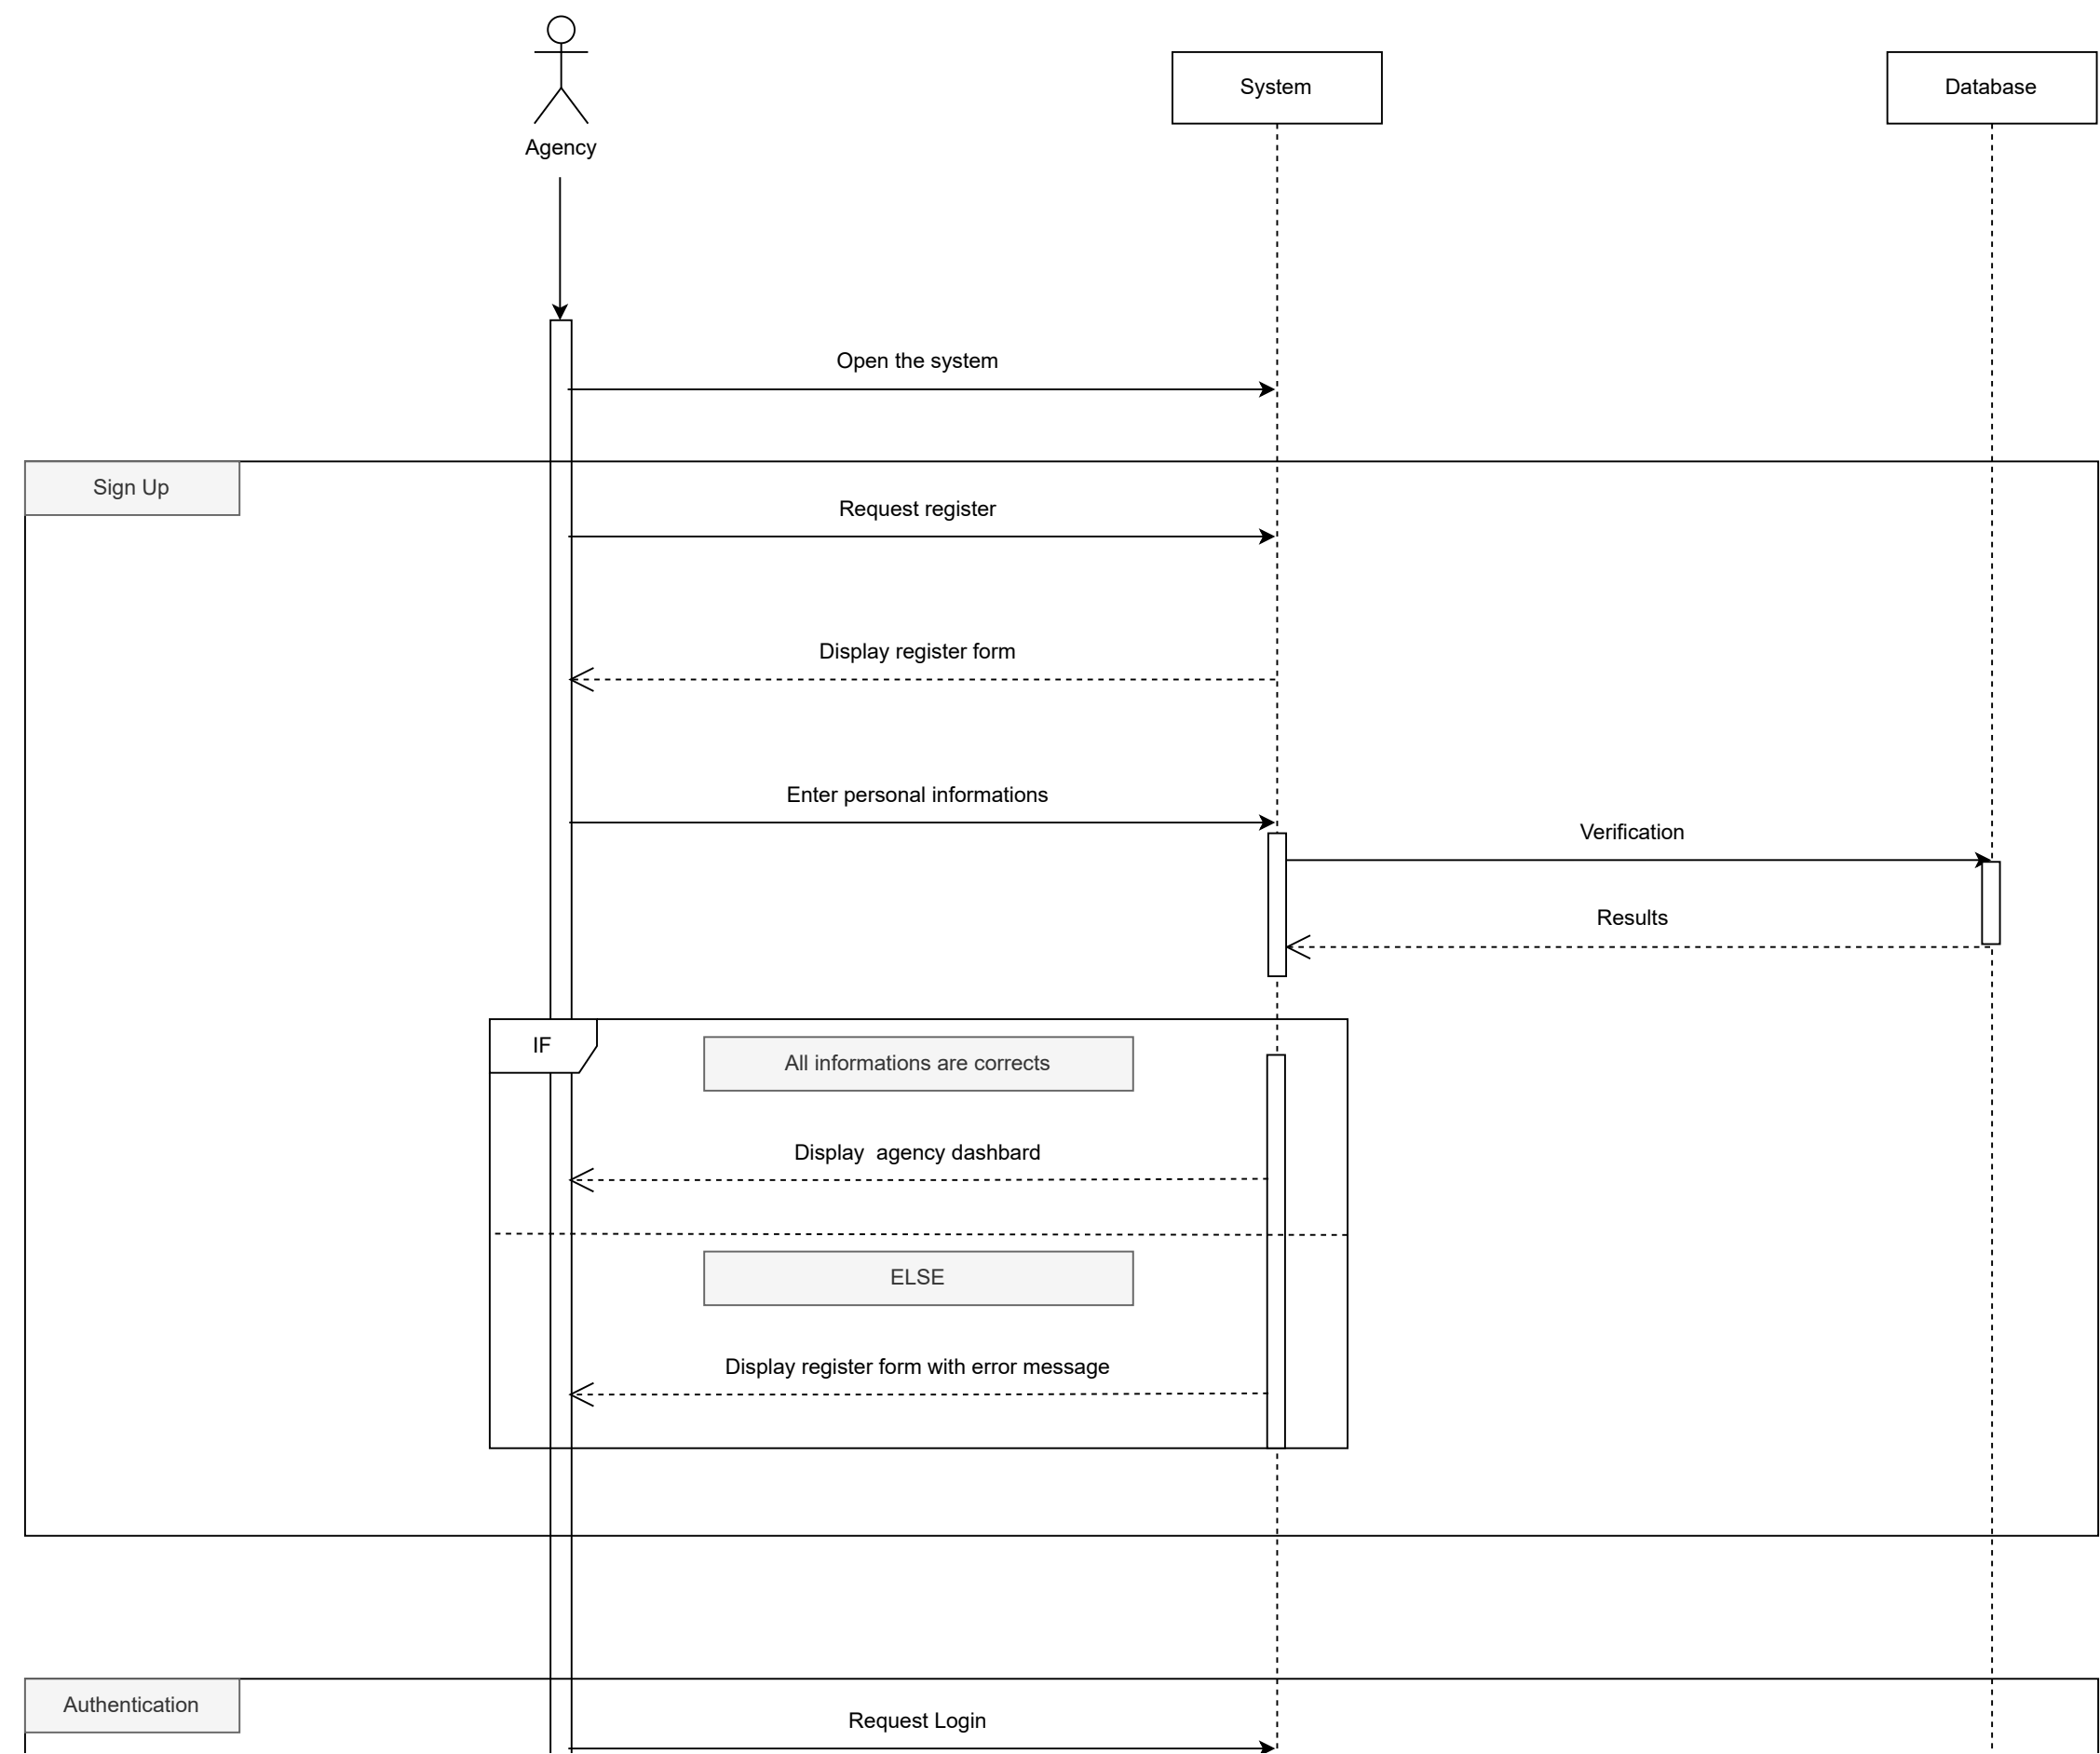 Agency
System
Database
Open the system
Sign Up
Request register
Display register form
Enter personal informations
Verification
Results
IF
All informations are corrects
Display  agency dashbard
ELSE
Display register form with error message
Authentication
Request Login